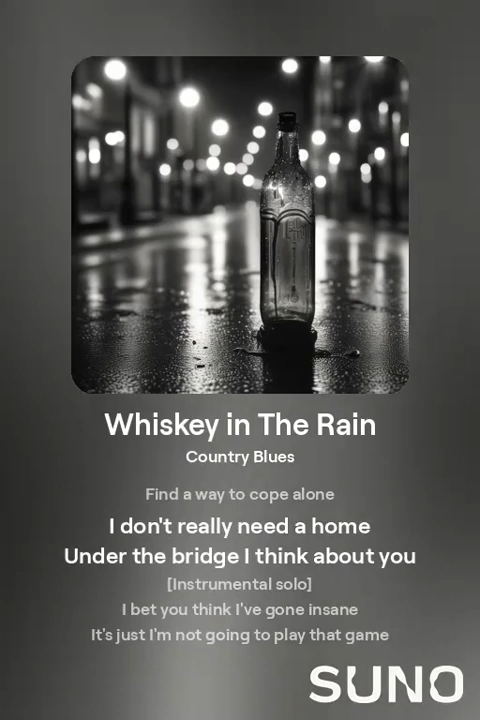 Whiskey in The Rain
Country Blues
Find a way to cope alone
I don't really need a home
Under the bridge I think about you
[Instrumental solo]
I bet you think I've gone insane
It's just I'm not going to play that game
SUNO